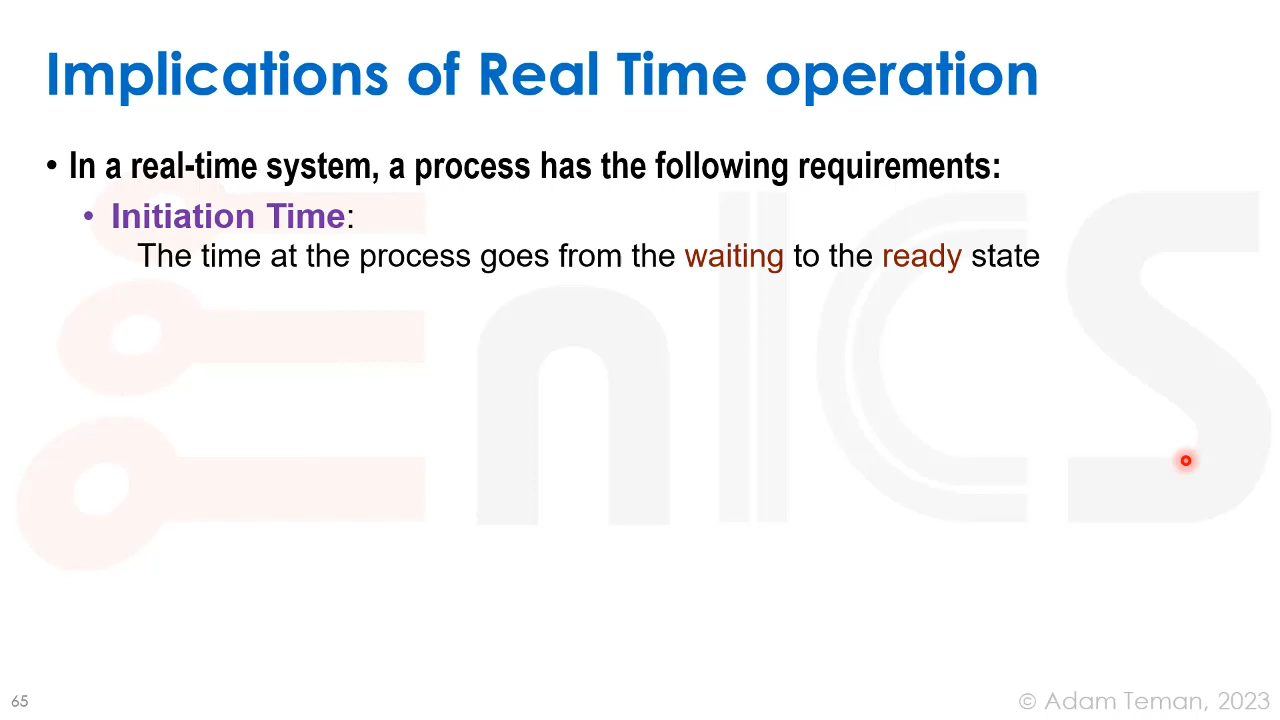 Implications of Real Time operation
• In a real-time system, a process has the following requirements:
• Initiation Time:
The time at the process goes from the waiting to the ready state
EnICS
65
© Adam Teman, 2023